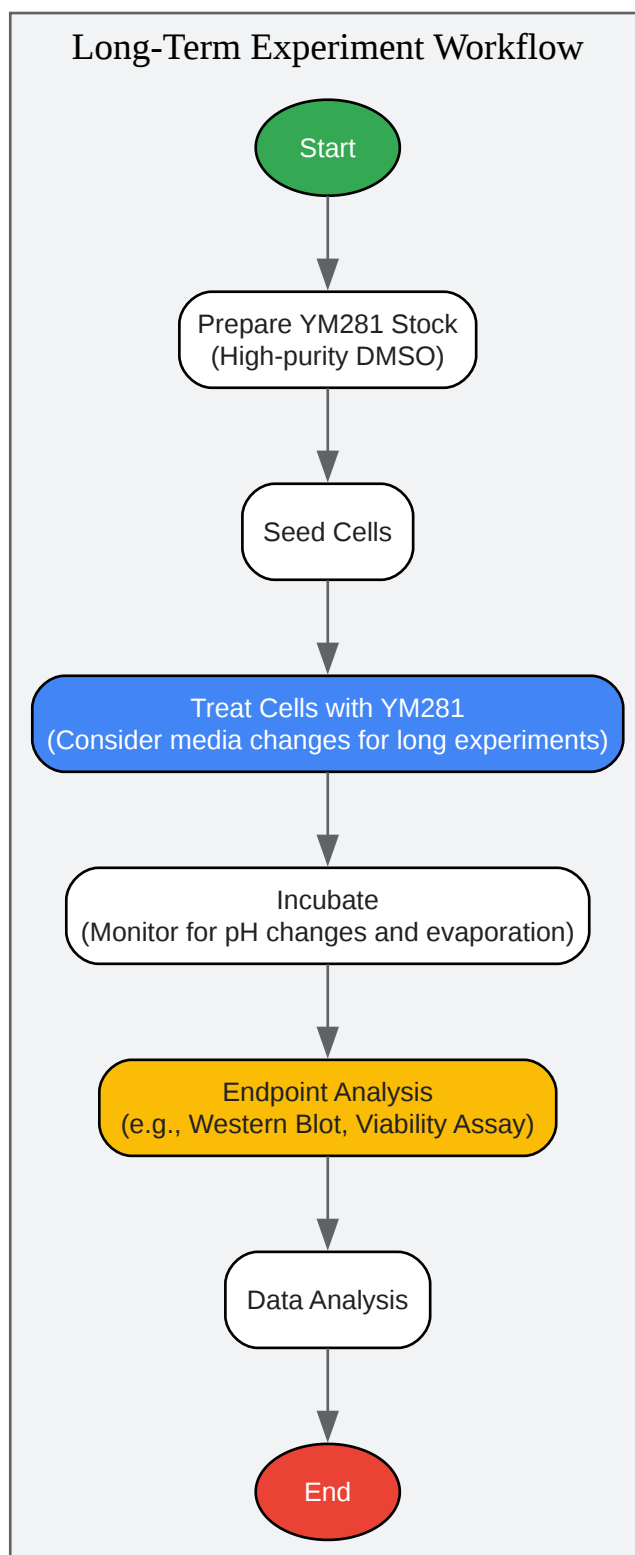 Long-Term Experiment Workflow
Start
Prepare YM281 Stock
(High-purity DMSO)
Seed Cells
Treat Cells with YM281
(Consider media changes for long experiments)
Incubate
(Monitor for pH changes and evaporation)
Endpoint Analysis
(e.g., Western Blot, Viability Assay)
Data Analysis
End